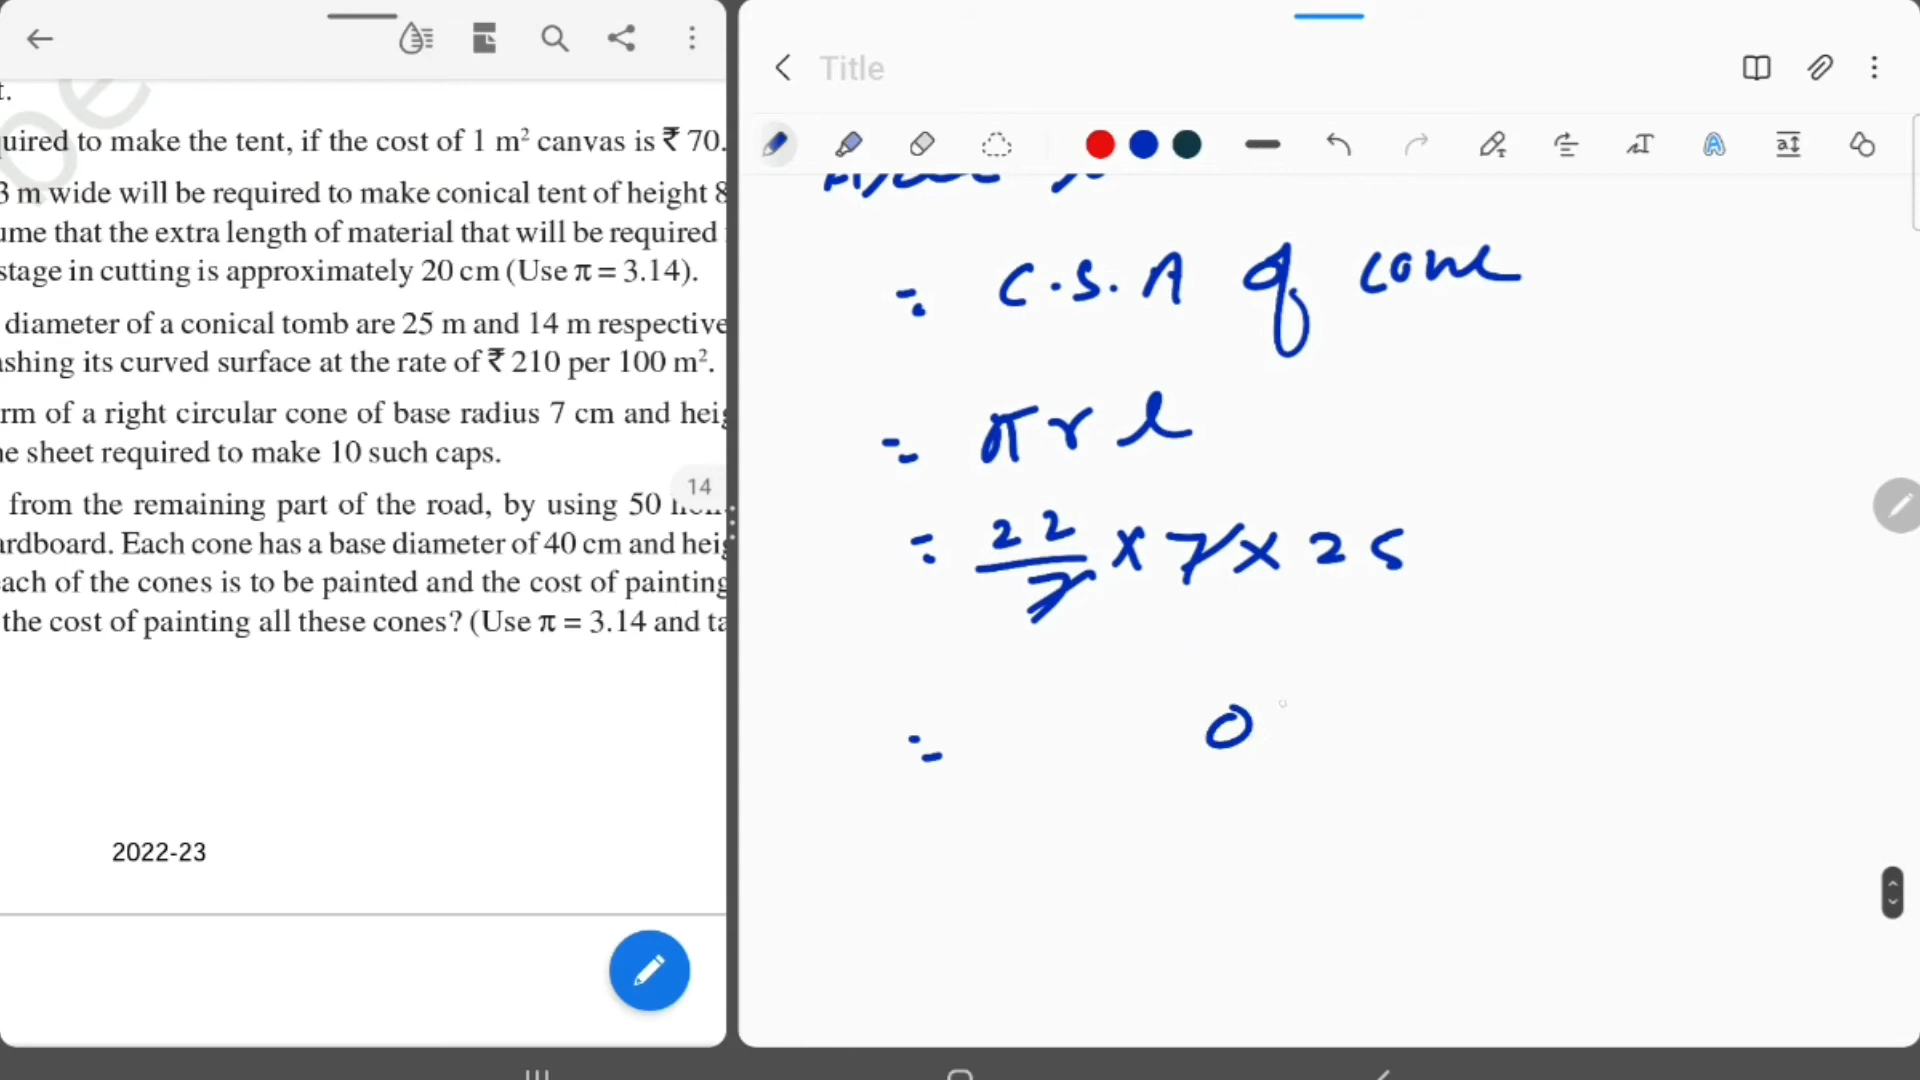 t.
uired to make the tent, if the cost of 1 m² canvas is ₹ 70.
3 m wide will be required to make conical tent of height 8
ume that the extra length of material that will be required
stage in cutting is approximately 20 cm (Use π = 3.14).
diameter of a conical tomb are 25 m and 14 m respective
ashing its curved surface at the rate of ₹ 210 per 100 m².
rm of a right circular cone of base radius 7 cm and heig
he sheet required to make 10 such caps.
from the remaining part of the road, by using 50
ardboard. Each cone has a base diameter of 40 cm and heig
each of the cones is to be painted and the cost of painting
the cost of painting all these cones? (Use π = 3.14 and ta
14
2022-23
Title
= C.S.A of cone
= πrl
= 22/7 × 7 × 25
= 0